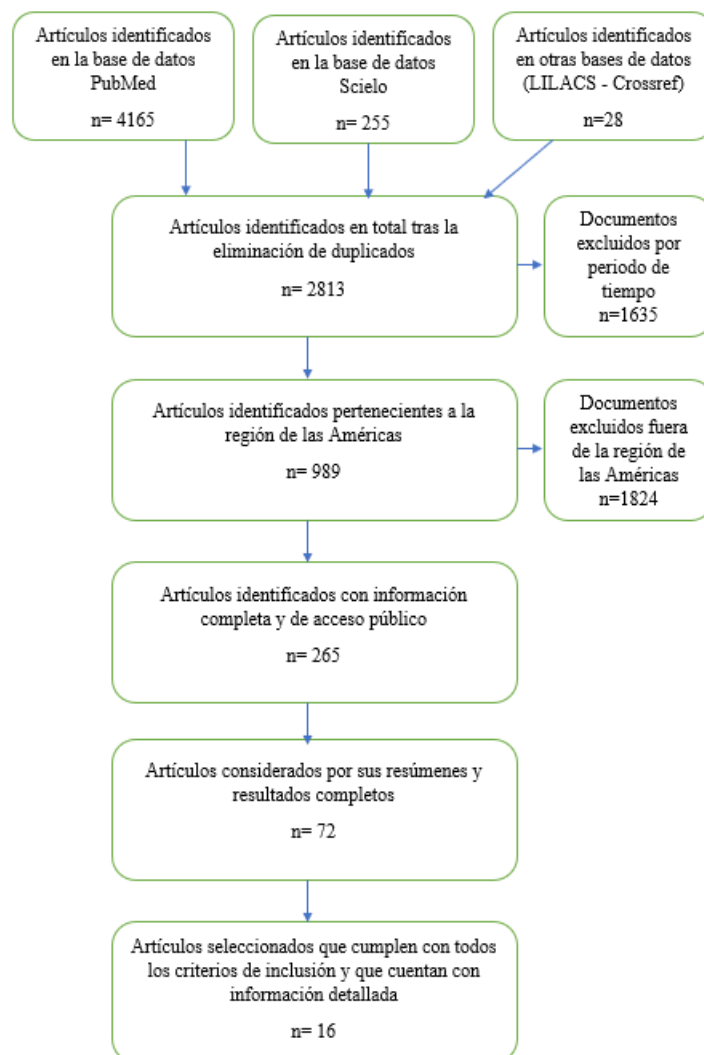 Artículos identificados
en la base de datos
PubMed
n= 4165
Artículos identificados
en la base de datos
Scielo
n= 255
Artículos identificados
en otras bases de datos
(LILACS - Crossref)
n=28
Artículos identificados en total tras la
eliminación de duplicados
n= 2813
Documentos
excluidos por
periodo de
tiempo
n=1635
Artículos identificados pertenecientes a la
región de las Américas
n= 989
Documentos
excluidos fuera
de la región de
las Américas
n=1824
Artículos identificados con información
completa y de acceso público
n= 265
Artículos considerados por sus resúmenes y
resultados completos
n= 72
Artículos seleccionados que cumplen con todos
los criterios de inclusión y que cuentan con
información detallada
n= 16